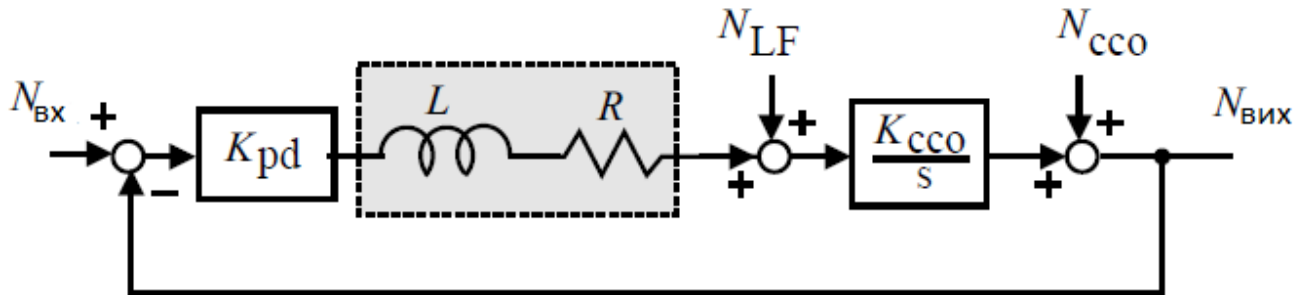 N_LF
N_cco
N_вх
+
K_pd
L
R
+
K_cco
s
+
N_вих
−
+
+